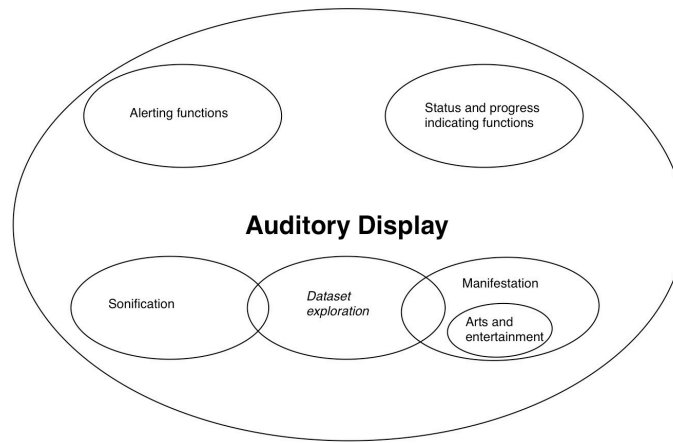 Alerting functions
Status and progress
indicating functions
Auditory Display
Sonification
Dataset
exploration
Manifestation
Arts and
entertainment